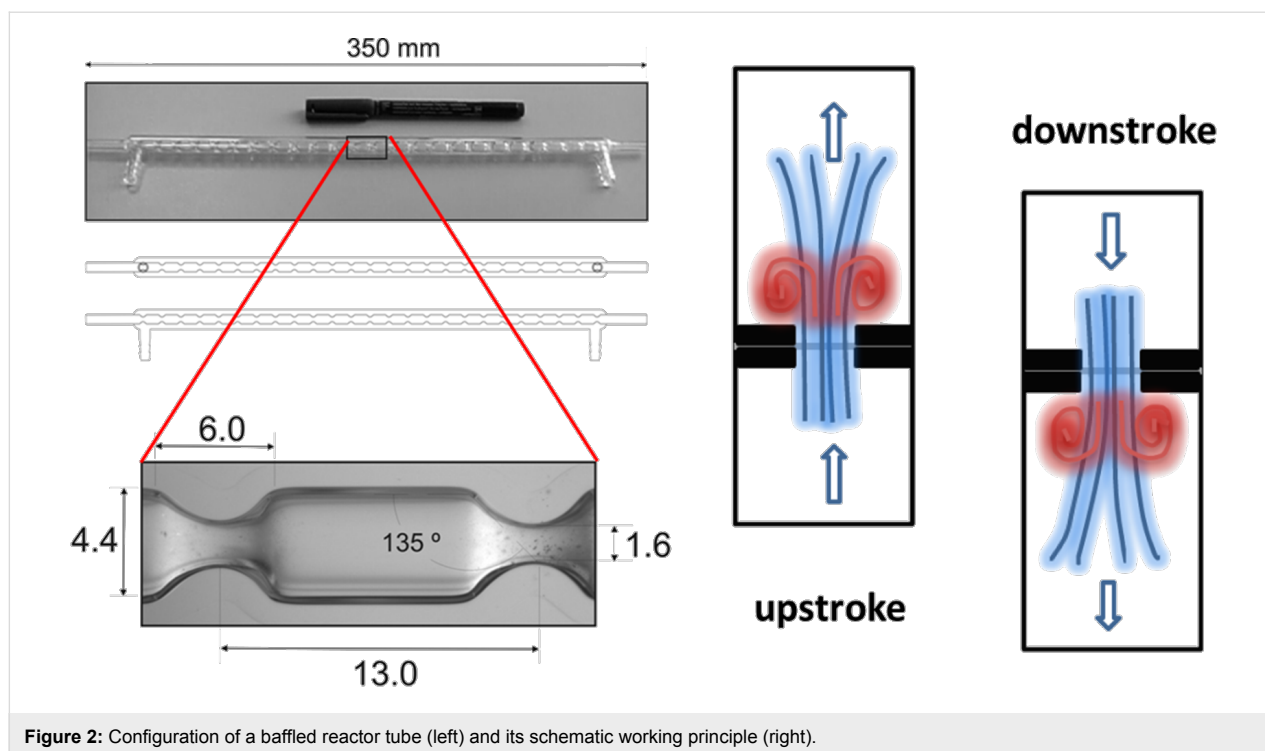 350 mm
downstroke
6.0
4.4
135 º
1.6
13.0
upstroke
Figure 2: Configuration of a baffled reactor tube (left) and its schematic working principle (right).